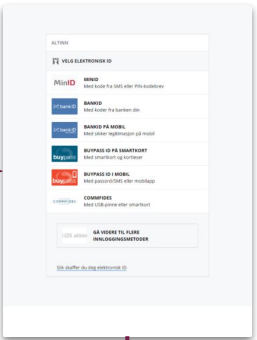 ALTINN
VELG ELEKTRONISK ID
MinID
MINID
Med kode fra SMS eller PIN-kodebrev
bankID
BANKID
Med koder fra banken din
bankID
BANKID PÅ MOBIL
Med sikker legitimasjon på mobil
buypass
BUYPASS ID PÅ SMARTKORT
Med smartkort og kortleser
buypass
BUYPASS ID I MOBIL
Med passord/SMS eller mobilapp
COMMFIDES
COMMFIDES
Med USB-pinne eller smartkort
altinn
GÅ VIDERE TIL FLERE
INNLOGGINGSMETODER
Slik skaffer du deg elektronisk ID